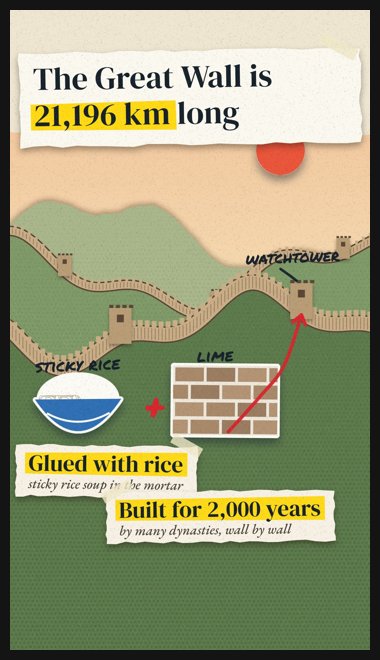 The Great Wall is
21,196 km long
WATCHTOWER
STICKY RICE
LIME
+
Glued with rice
sticky rice soup in the mortar
Built for 2,000 years
by many dynasties, wall by wall